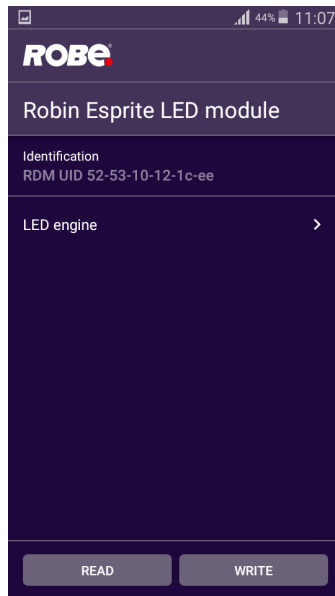 44% 11:07
ROBE
Robin Esprite LED module
Identification
RDM UID 52-53-10-12-1c-ee
LED engine
READ WRITE